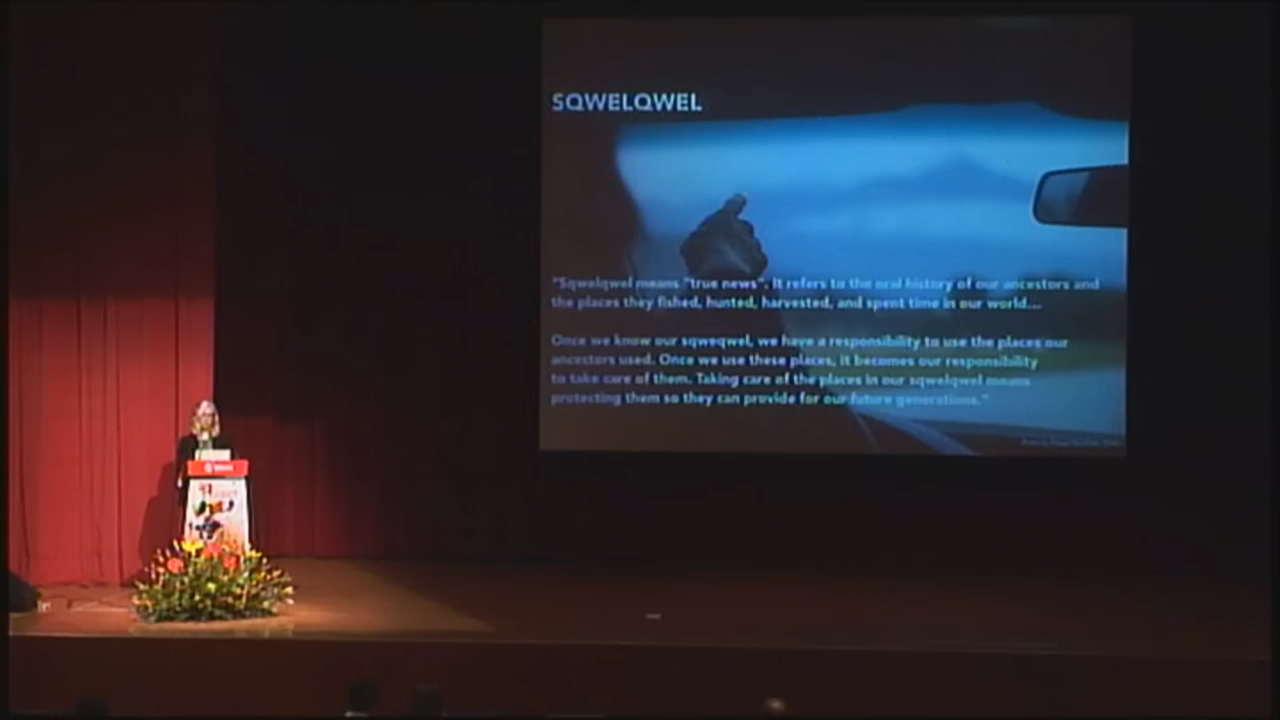 SQWELQWEL
"Sqwelqwel means "true news". It refers to the oral history of our ancestors and
the places they fished, hunted, harvested, and spent time in our world...
Once we know our sqweqwel, we have a responsibility to use the places our
ancestors used. Once we use these places, it becomes our responsibility
to take care of them. Taking care of the places in our sqwelqwel means
protecting them so they can provide for our future generations."